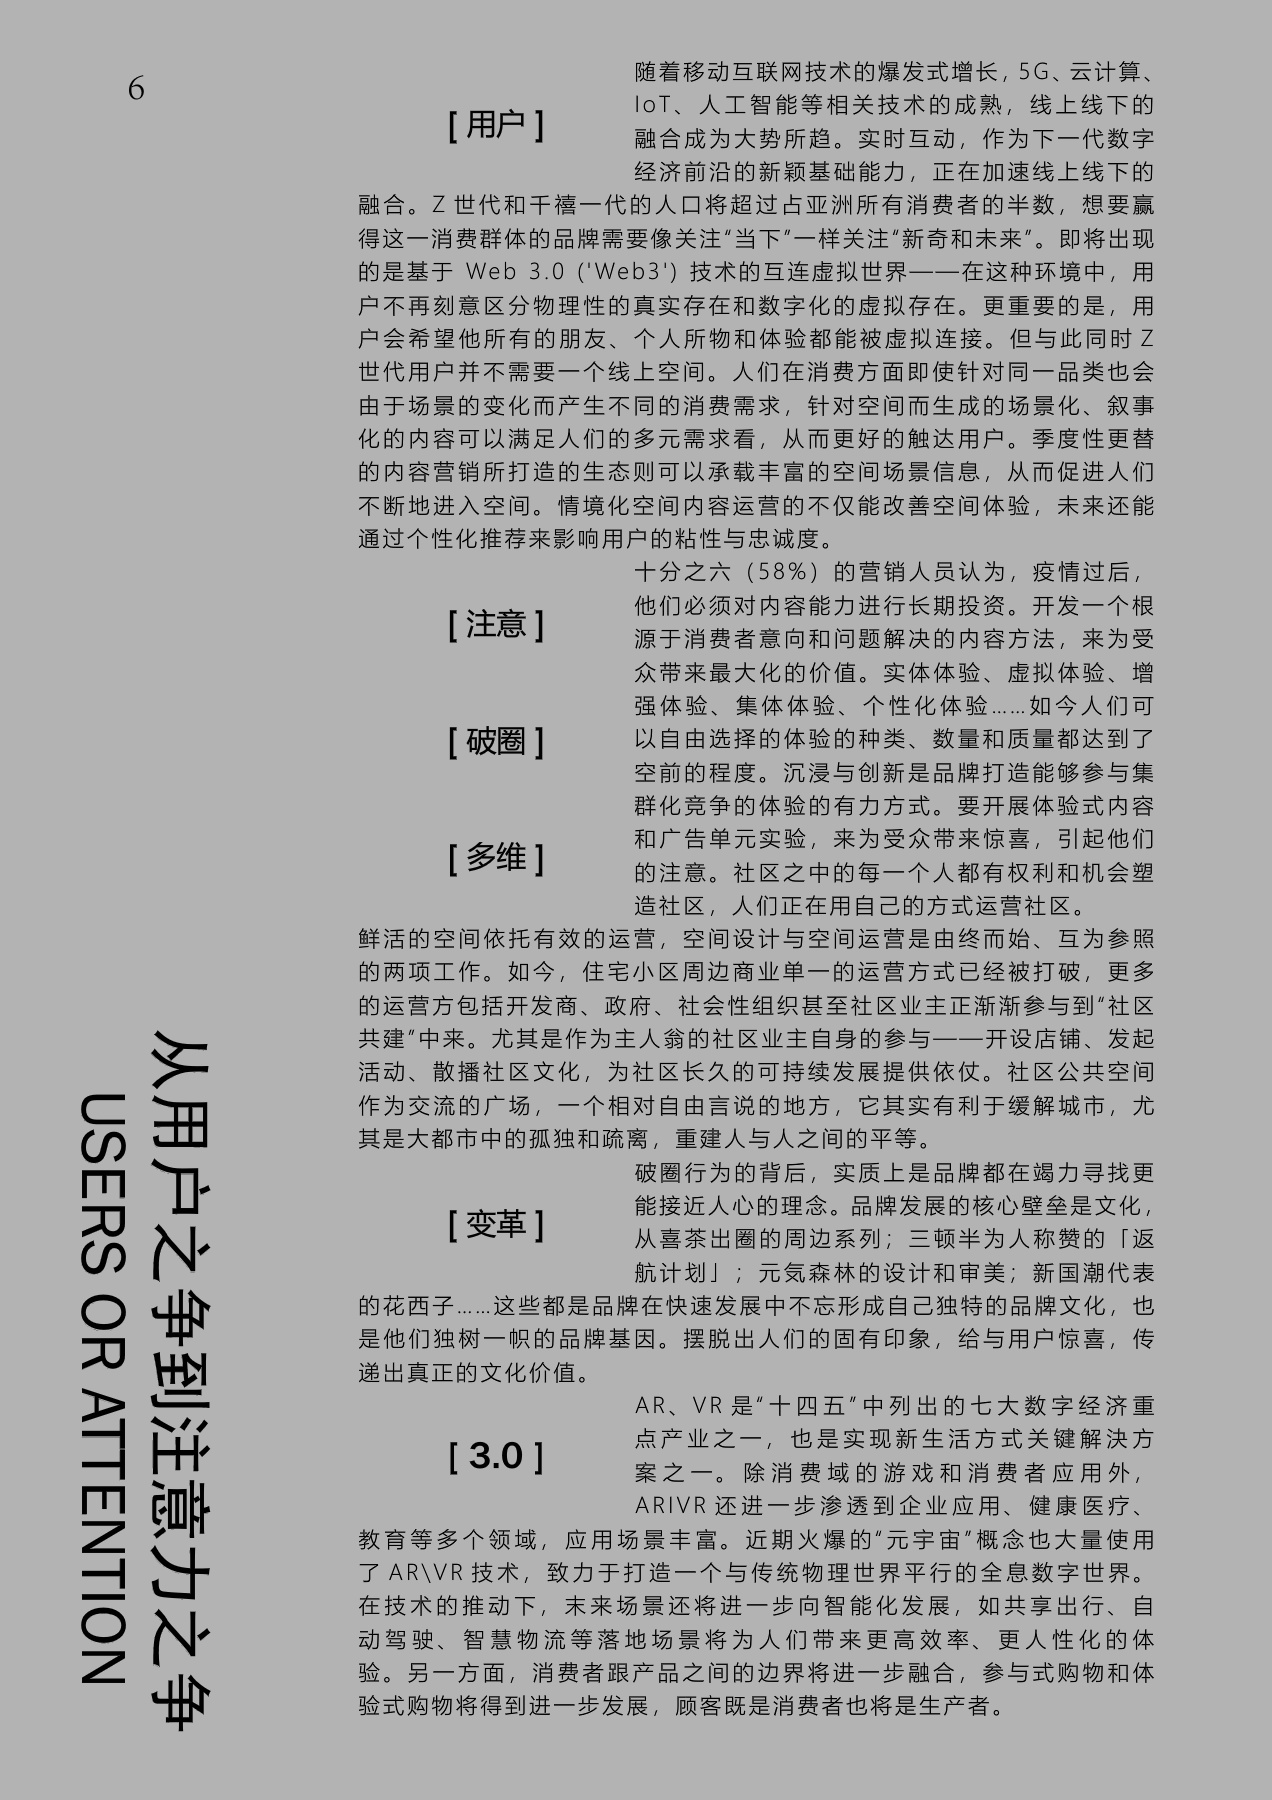 6
[ 用户 ]
随着移动互联网技术的爆发式增长，5G、云计算、
IoT、人工智能等相关技术的成熟，线上线下的
融合成为大势所趋。实时互动，作为下一代数字
经济前沿的新颖基础能力，正在加速线上线下的
融合。Z 世代和千禧一代的人口将超过占亚洲所有消费者的半数，想要赢
得这一消费群体的品牌需要像关注“当下”一样关注“新奇和未来”。即将出现
的是基于 Web 3.0 ('Web3') 技术的互连虚拟世界——在这种环境中，用
户不再刻意区分物理性的真实存在和数字化的虚拟存在。更重要的是，用
户会希望他所有的朋友、个人所物和体验都能被虚拟连接。但与此同时 Z
世代用户并不需要一个线上空间。人们在消费方面即使针对同一品类也会
由于场景的变化而产生不同的消费需求，针对空间而生成的场景化、叙事
化的内容可以满足人们的多元需求看，从而更好的触达用户。季度性更替
的内容营销所打造的生态则可以承载丰富的空间场景信息，从而促进人们
不断地进入空间。情境化空间内容运营的不仅能改善空间体验，未来还能
通过个性化推荐来影响用户的粘性与忠诚度。
[ 注意 ]
[ 破圈 ]
[ 多维 ]
十分之六（58%）的营销人员认为，疫情过后，
他们必须对内容能力进行长期投资。开发一个根
源于消费者意向和问题解决的内容方法，来为受
众带来最大化的价值。实体体验、虚拟体验、增
强体验、集体体验、个性化体验……如今人们可
以自由选择的体验的种类、数量和质量都达到了
空前的程度。沉浸与创新是品牌打造能够参与集
群化竞争的体验的有力方式。要开展体验式内容
和广告单元实验，来为受众带来惊喜，引起他们
的注意。社区之中的每一个人都有权利和机会塑
造社区，人们正在用自己的方式运营社区。
鲜活的空间依托有效的运营，空间设计与空间运营是由终而始、互为参照
的两项工作。如今，住宅小区周边商业单一的运营方式已经被打破，更多
的运营方包括开发商、政府、社会性组织甚至社区业主正渐渐参与到“社区
共建”中来。尤其是作为主人翁的社区业主自身的参与——开设店铺、发起
活动、散播社区文化，为社区长久的可持续发展提供依仗。社区公共空间
作为交流的广场，一个相对自由言说的地方，它其实有利于缓解城市，尤
其是大都市中的孤独和疏离，重建人与人之间的平等。
[ 变革 ]
破圈行为的背后，实质上是品牌都在竭力寻找更
能接近人心的理念。品牌发展的核心壁垒是文化，
从喜茶出圈的周边系列；三顿半为人称赞的「返
航计划」；元気森林的设计和审美；新国潮代表
的花西子……这些都是品牌在快速发展中不忘形成自己独特的品牌文化，也
是他们独树一帜的品牌基因。摆脱出人们的固有印象，给与用户惊喜，传
递出真正的文化价值。
[ 3.0 ]
AR、VR 是“十四五”中列出的七大数字经济重
点产业之一，也是实现新生活方式关键解决方
案之一。除消费域的游戏和消费者应用外，
ARIVR 还进一步渗透到企业应用、健康医疗、
教育等多个领域，应用场景丰富。近期火爆的“元宇宙”概念也大量使用
了 AR\VR 技术，致力于打造一个与传统物理世界平行的全息数字世界。
在技术的推动下，末来场景还将进一步向智能化发展，如共享出行、自
动驾驶、智慧物流等落地场景将为人们带来更高效率、更人性化的体
验。另一方面，消费者跟产品之间的边界将进一步融合，参与式购物和体
验式购物将得到进一步发展，顾客既是消费者也将是生产者。
从用户之争到注意力之争
USERS OR ATTENTION